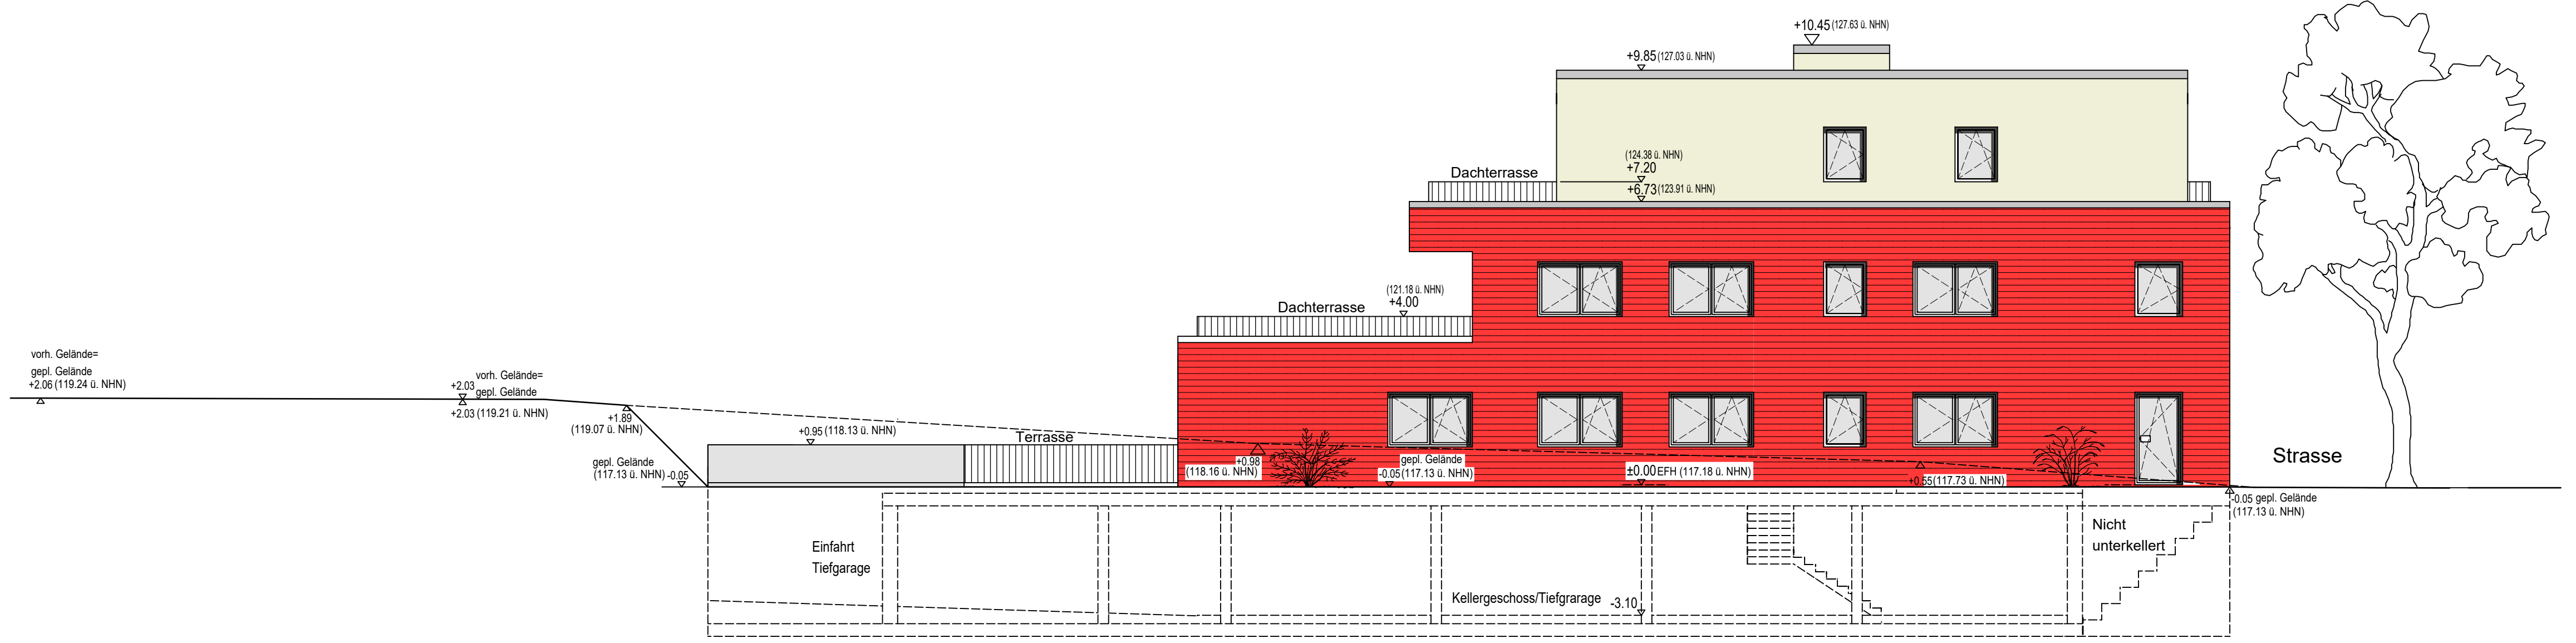 +10.45 (127.63 ü. NHN)
+9.85 (127.03 ü. NHN)
(124.38 ü. NHN)
+7.20
Dachterrasse
+6.73 (123.91 ü. NHN)
(121.18 ü. NHN)
+4.00
Dachterrasse
vorh. Gelände=
gepl. Gelände
+2.06 (119.24 ü. NHN)
vorh. Gelände=
+2.03
gepl. Gelände
+2.03 (119.21 ü. NHN)
+1.89
(119.07 ü. NHN)
+0.95 (118.13 ü. NHN)
Terrasse
gepl. Gelände
(117.13 ü. NHN) -0.05
+0.98
(118.16 ü. NHN)
gepl. Gelände
-0.05 (117.13 ü. NHN)
±0.00 EFH (117.18 ü. NHN)
+0.55 (117.73 ü. NHN)
Strasse
-0.05 gepl. Gelände
(117.13 ü. NHN)
Einfahrt
Tiefgarage
Nicht
unterkellert
Kellergeschoss/Tiefgrarage -3.10